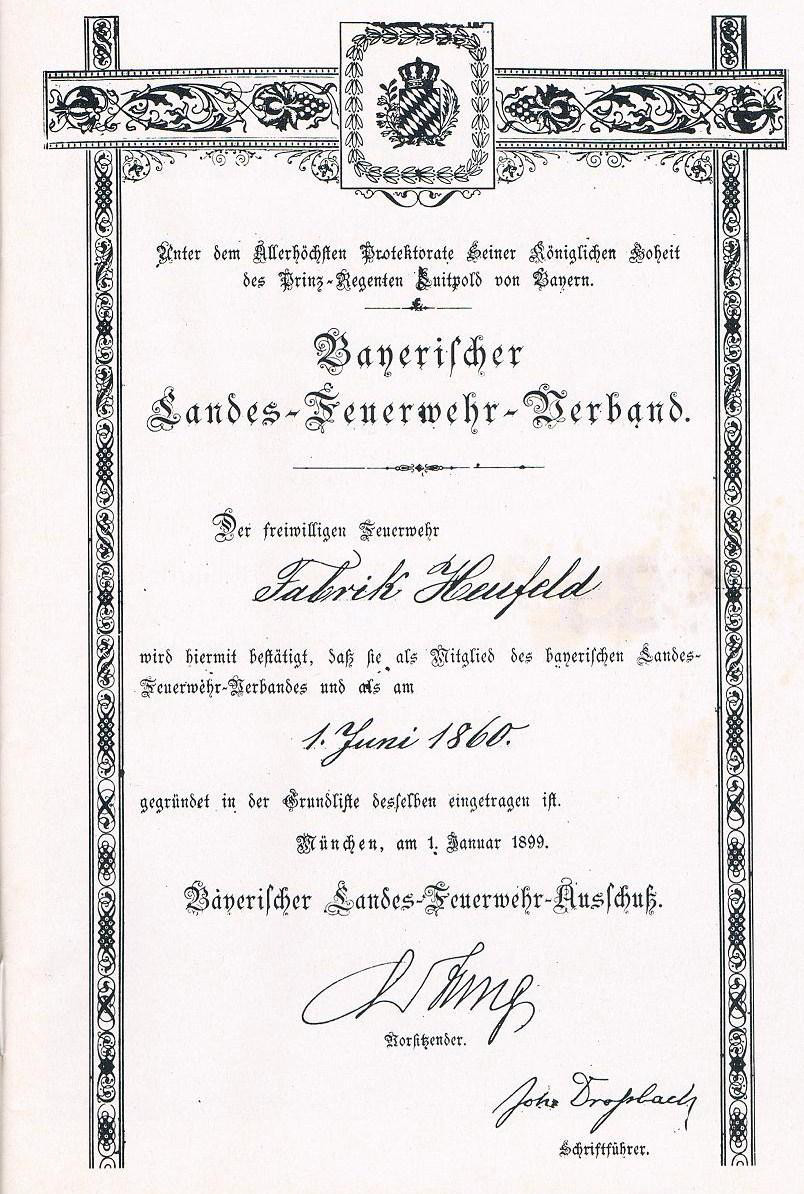 Unter dem Allerhöchsten Protektorate Seiner Königlichen Hoheit
des Prinz-Regenten Luitpold von Bayern.
Bayerischer
Landes-Feuerwehr-Verband.
Der freiwilligen Feuerwehr
Fabrik Heufeld
wird hiermit bestätigt, daß sie als Mitglied des bayerischen Landes-
Feuerwehr-Verbandes und als am
1. Juni 1860.
gegründet in der Grundliste desselben eingetragen ist.
München, am 1. Januar 1899.
Bayerischer Landes-Feuerwehr-Ausschuß.
Jung
Vorsitzender.
Joh. Droßbach
Schriftführer.